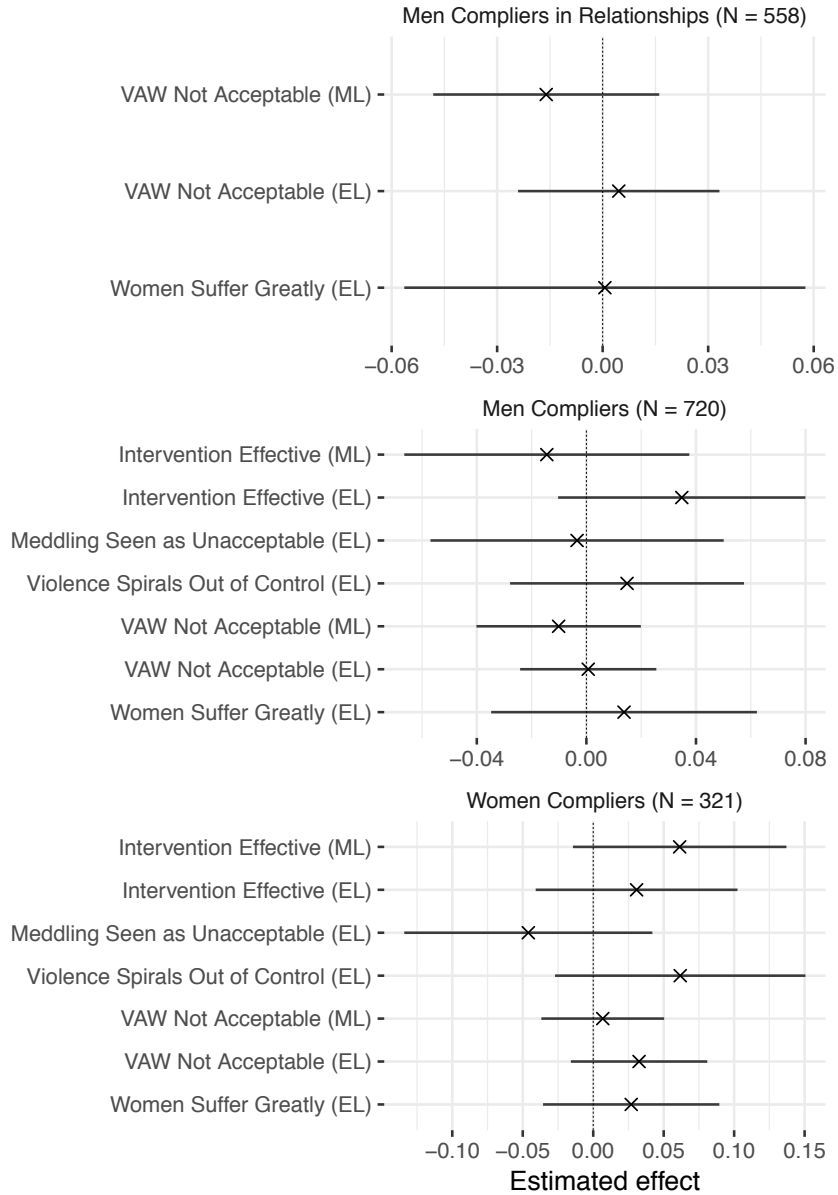 Men Compliers in Relationships (N = 558)
VAW Not Acceptable (ML)
VAW Not Acceptable (EL)
Women Suffer Greatly (EL)
−0.06 −0.03 0.00 0.03 0.06
Men Compliers (N = 720)
Intervention Effective (ML)
Intervention Effective (EL)
Meddling Seen as Unacceptable (EL)
Violence Spirals Out of Control (EL)
VAW Not Acceptable (ML)
VAW Not Acceptable (EL)
Women Suffer Greatly (EL)
−0.04 0.00 0.04 0.08
Women Compliers (N = 321)
Intervention Effective (ML)
Intervention Effective (EL)
Meddling Seen as Unacceptable (EL)
Violence Spirals Out of Control (EL)
VAW Not Acceptable (ML)
VAW Not Acceptable (EL)
Women Suffer Greatly (EL)
−0.10 −0.05 0.00 0.05 0.10 0.15
Estimated effect